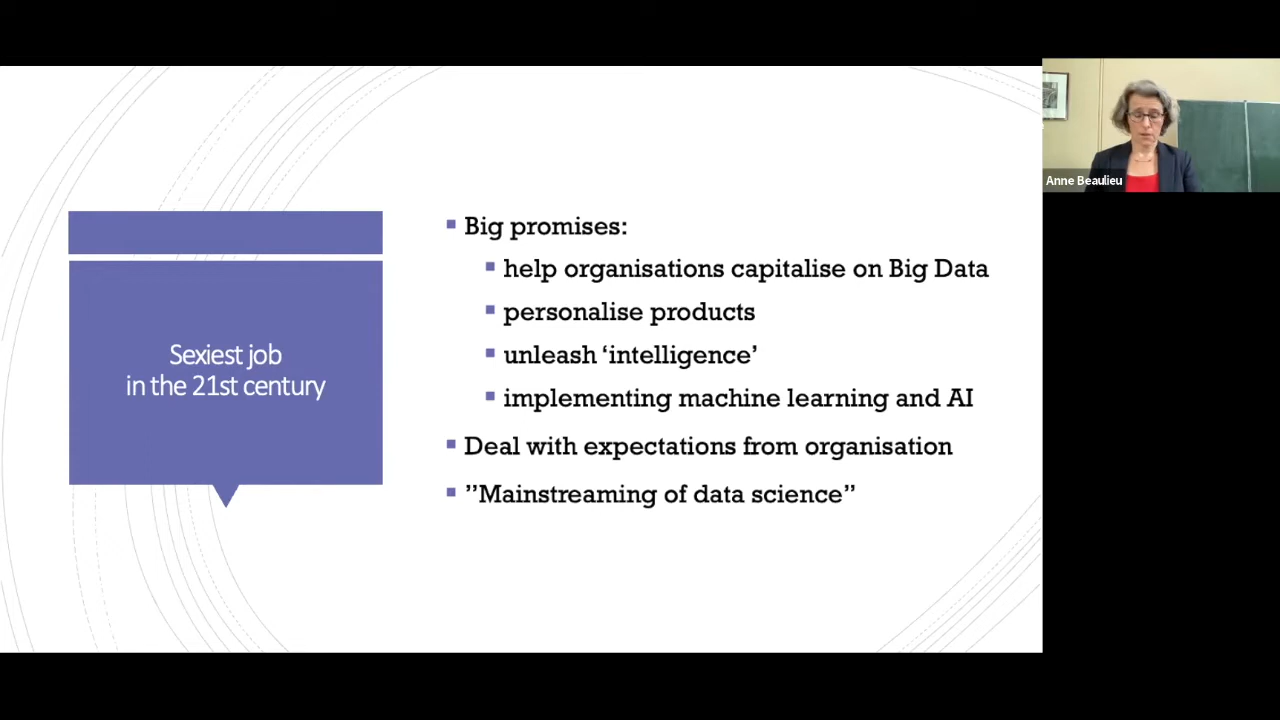 Sexiest job
in the 21st century
Big promises:
help organisations capitalise on Big Data
personalise products
unleash ‘intelligence’
implementing machine learning and AI
Deal with expectations from organisation
”Mainstreaming of data science”
Anne Beaulieu